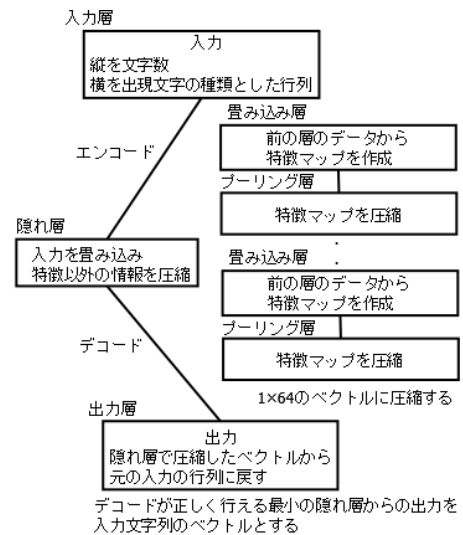 入力層
入力
縦を文字数
横を出現文字の種類とした行列
エンコード
隠れ層
入力を畳み込み
特徴以外の情報を圧縮
デコード
出力層
出力
隠れ層で圧縮したベクトルから
元の入力の行列に戻す
畳み込み層
前の層のデータから
特徴マップを作成
プーリング層
特徴マップを圧縮
:
畳み込み層
前の層のデータから
特徴マップを作成
プーリング層
特徴マップを圧縮
1×64のベクトルに圧縮する
デコードが正しく行える最小の隠れ層からの出力を
入力文字列のベクトルとする